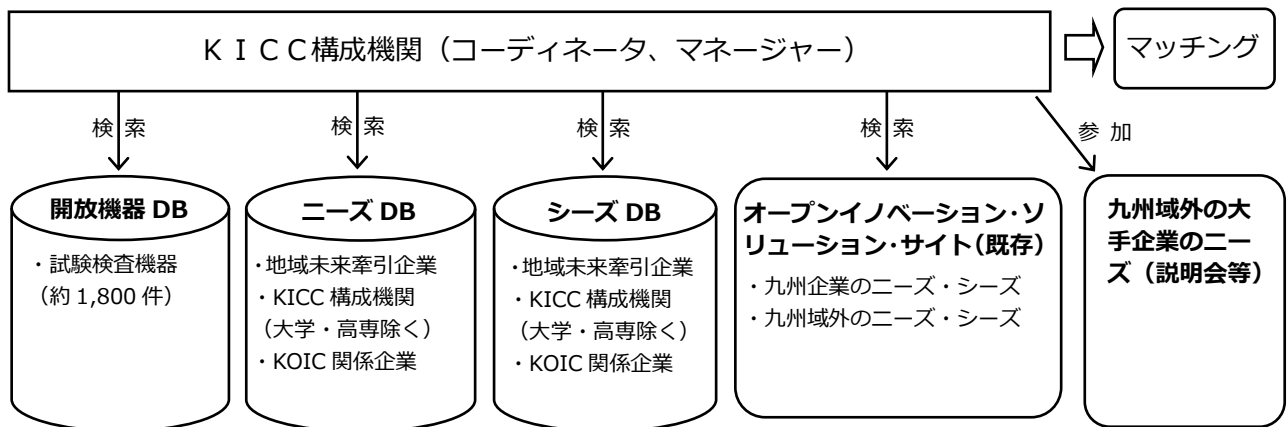 ＫＩＣＣ構成機関（コーディネータ、マネージャー）
マッチング
検索
検索
検索
検索
参加
開放機器 DB
・試験検査機器
（約 1,800 件）
ニーズ DB
・地域未来牽引企業
・KICC 構成機関
（大学・高専除く）
・KOIC 関係企業
シーズ DB
・地域未来牽引企業
・KICC 構成機関
（大学・高専除く）
・KOIC 関係企業
オープンイノベーション・ソ
リューション・サイト（既存）
・九州企業のニーズ・シーズ
・九州域外のニーズ・シーズ
九州域外の大
手企業のニー
ズ（説明会等）